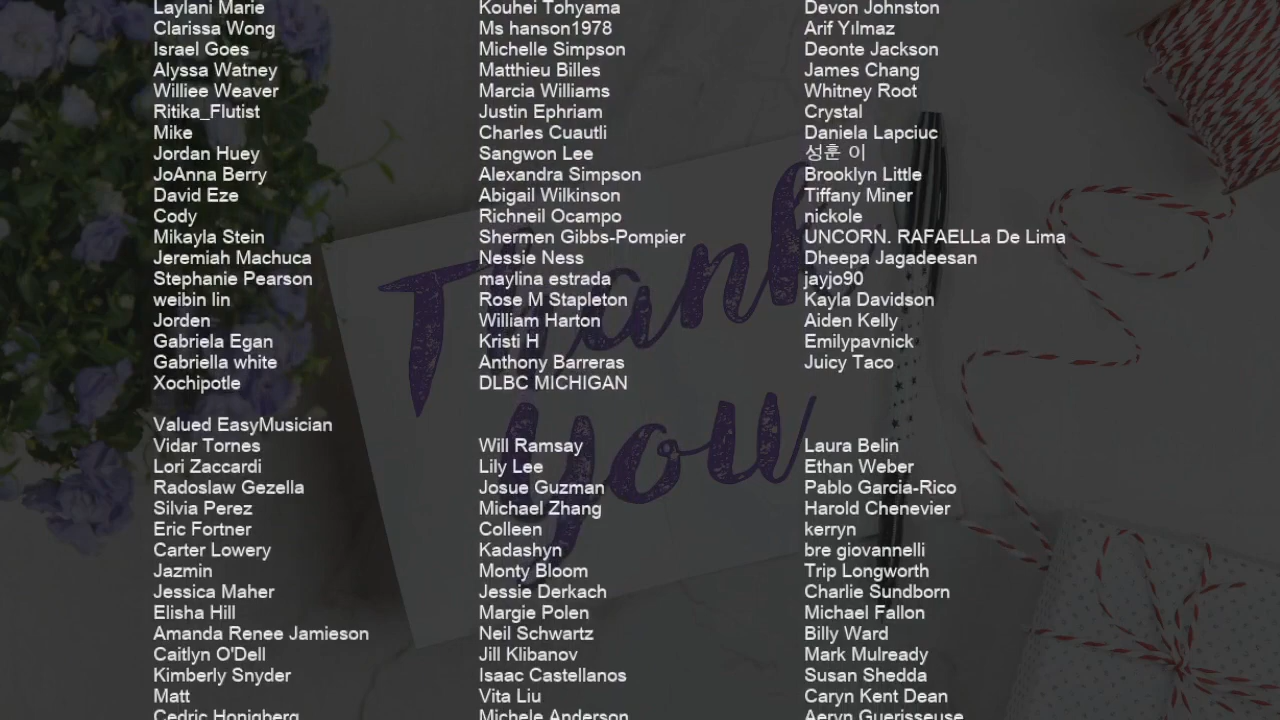 Laylani Marie
Clarissa Wong
Israel Goes
Alyssa Watney
Williee Weaver
Ritika_Flutist
Mike
Jordan Huey
JoAnna Berry
David Eze
Cody
Mikayla Stein
Jeremiah Machuca
Stephanie Pearson
weibin lin
Jorden
Gabriela Egan
Gabriella white
Xochipotle
Kouhei Tohyama
Ms hanson1978
Michelle Simpson
Matthieu Billes
Marcia Williams
Justin Ephriam
Charles Cuautli
Sangwon Lee
Alexandra Simpson
Abigail Wilkinson
Richneil Ocampo
Shermen Gibbs-Pompier
Nessie Ness
maylina estrada
Rose M Stapleton
William Harton
Kristi H
Anthony Barreras
DLBC MICHIGAN
Devon Johnston
Arif Yılmaz
Deonte Jackson
James Chang
Whitney Root
Crystal
Daniela Lapciuc
성훈 이
Brooklyn Little
Tiffany Miner
nickole
UNCORN. RAFAELLa De Lima
Dheepa Jagadeesan
jayjo90
Kayla Davidson
Aiden Kelly
Emilypavnick
Juicy Taco
Valued EasyMusician
Vidar Tornes
Lori Zaccardi
Radoslaw Gezella
Silvia Perez
Eric Fortner
Carter Lowery
Jazmin
Jessica Maher
Elisha Hill
Amanda Renee Jamieson
Caitlyn O'Dell
Kimberly Snyder
Matt
Cedric Honigberg
Will Ramsay
Lily Lee
Josue Guzman
Michael Zhang
Colleen
Kadashyn
Monty Bloom
Jessie Derkach
Margie Polen
Neil Schwartz
Jill Klibanov
Isaac Castellanos
Vita Liu
Michele Anderson
Laura Belin
Ethan Weber
Pablo Garcia-Rico
Harold Chenevier
kerryn
bre giovannelli
Trip Longworth
Charlie Sundborn
Michael Fallon
Billy Ward
Mark Mulready
Susan Shedda
Caryn Kent Dean
Aeryn Guerisseuse
Thank
you